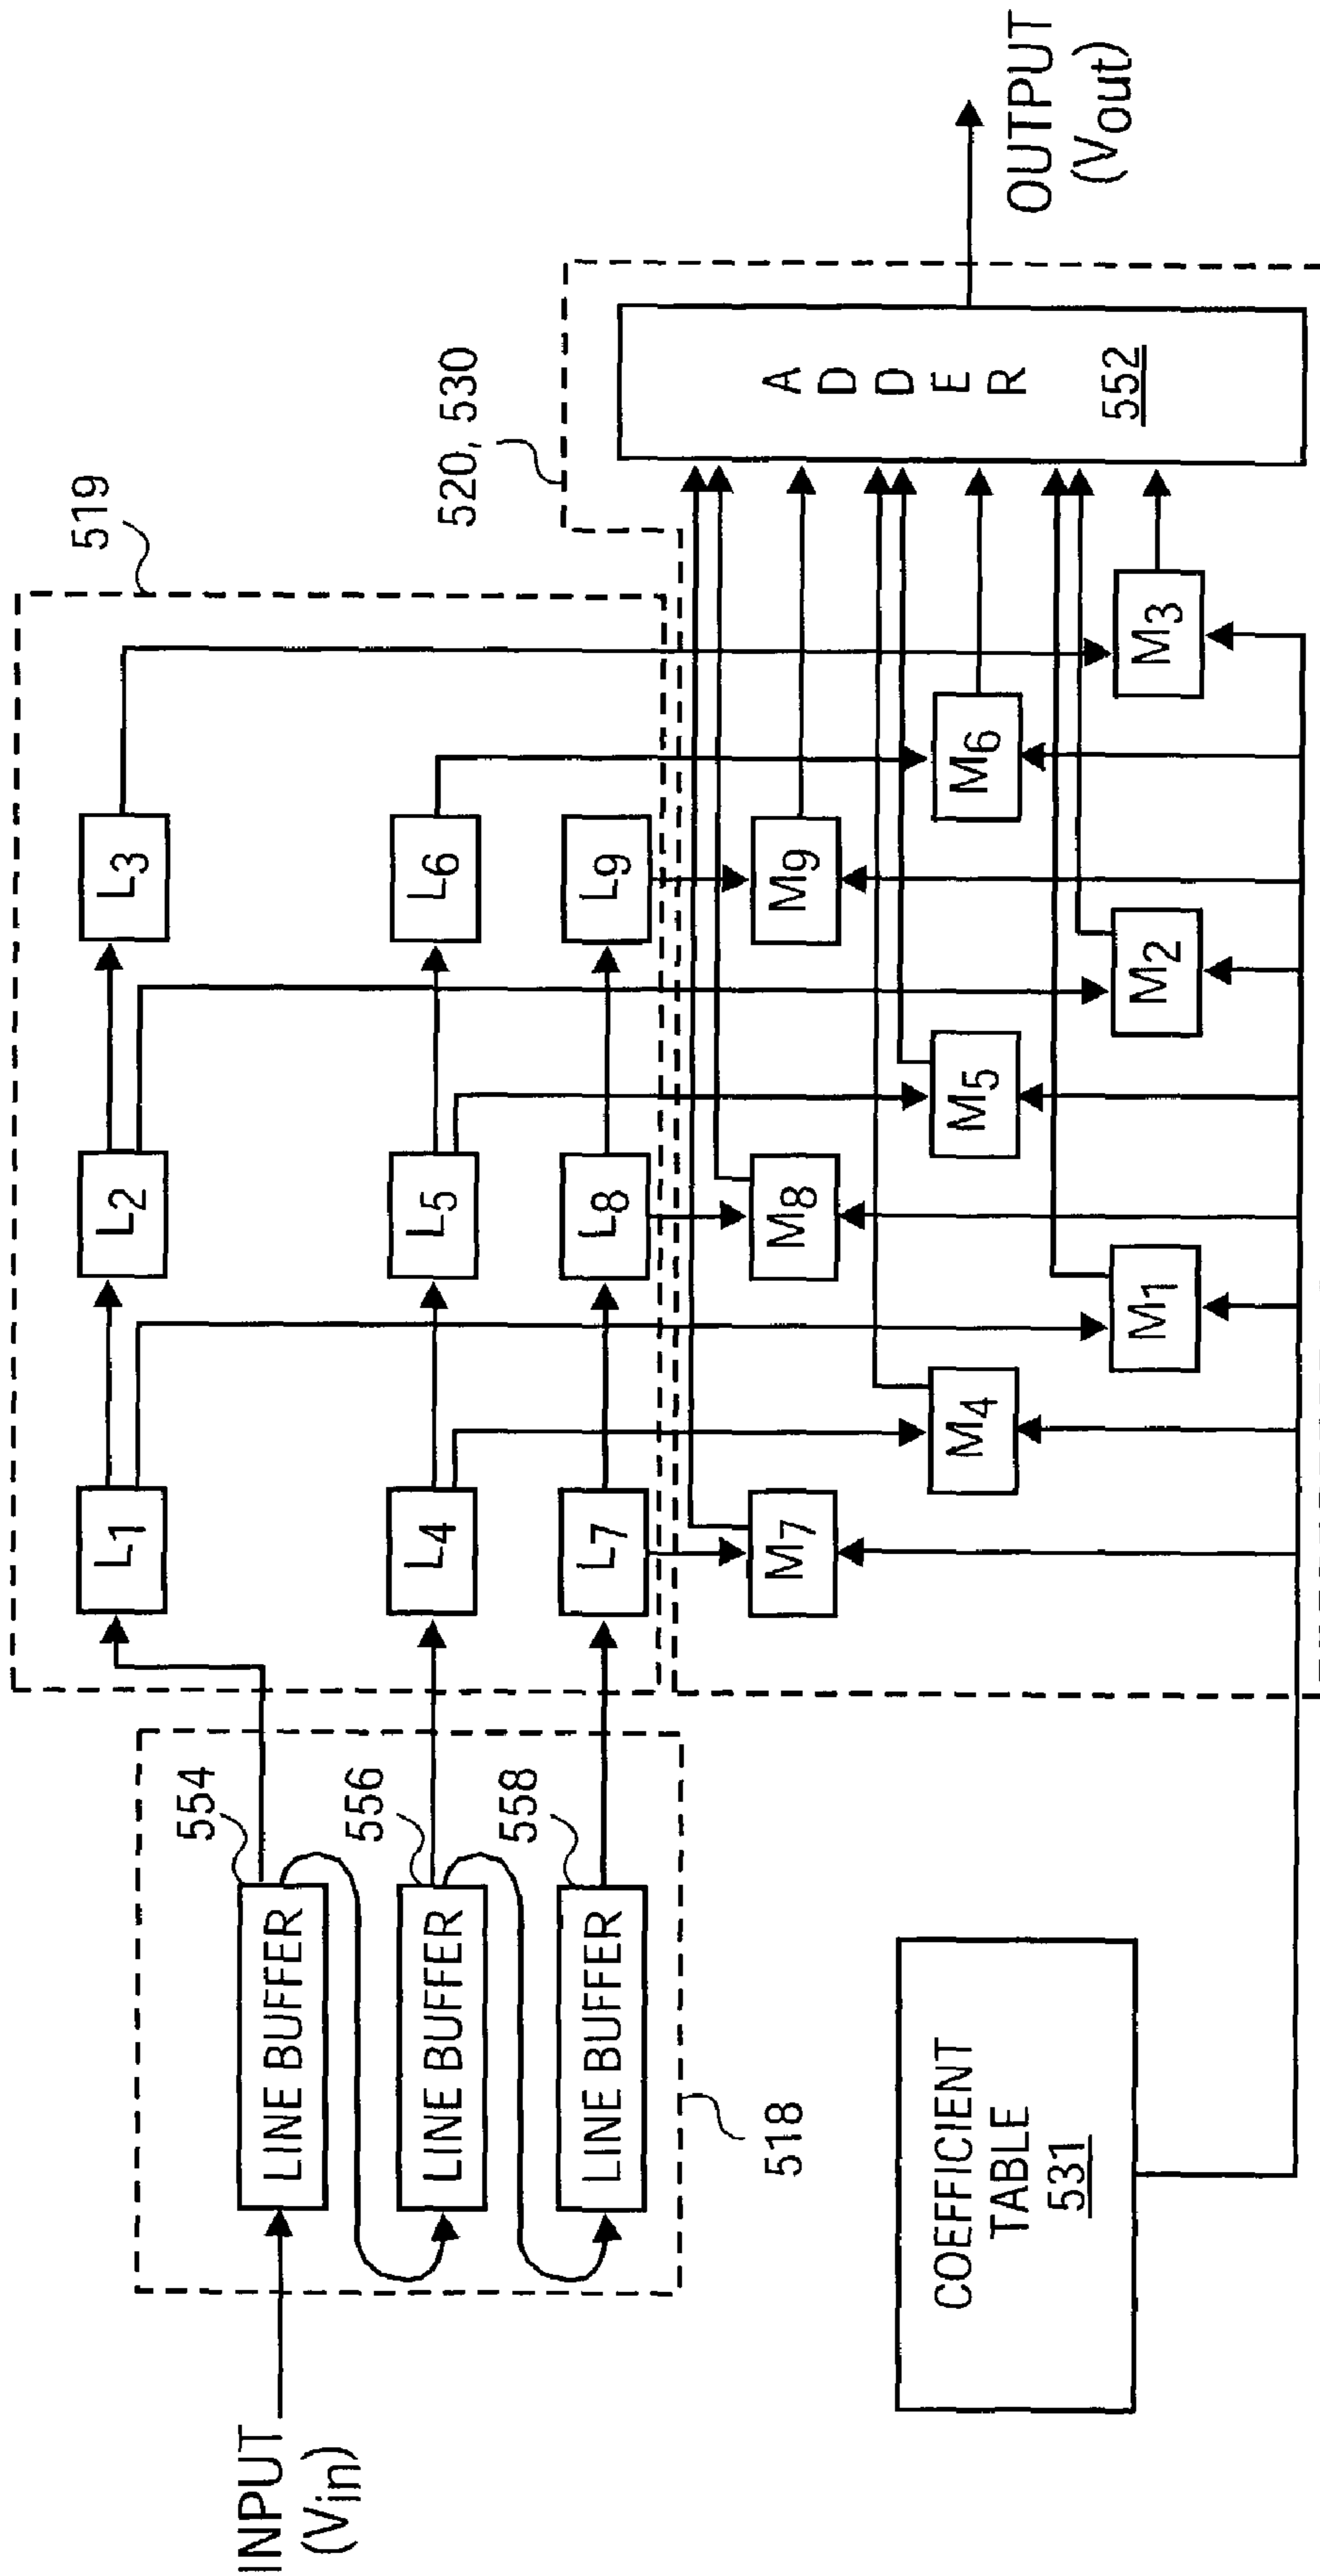 519
520, 530
L1
L2
L3
554
INPUT
(Vin)
LINE BUFFER
556
LINE BUFFER
L4
L5
L6
558
LINE BUFFER
L7
L8
L9
518
M7
M8
M9
M4
M5
M6
M1
M2
M3
A
D
D
E
R
552
OUTPUT
(Vout)
COEFFICIENT
TABLE
531